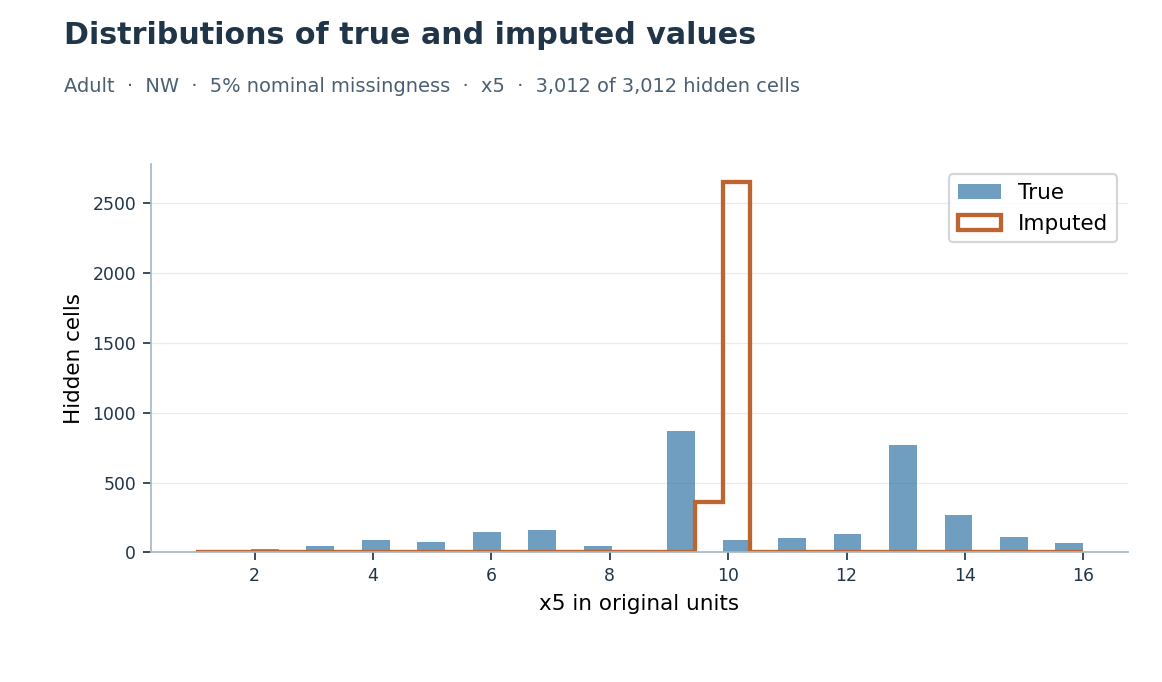 Distributions of true and imputed values
Adult · NW · 5% nominal missingness · x5 · 3,012 of 3,012 hidden cells
True
Imputed
Hidden cells
2500
2000
1500
1000
500
0
2 4 6 8 10 12 14 16
x5 in original units